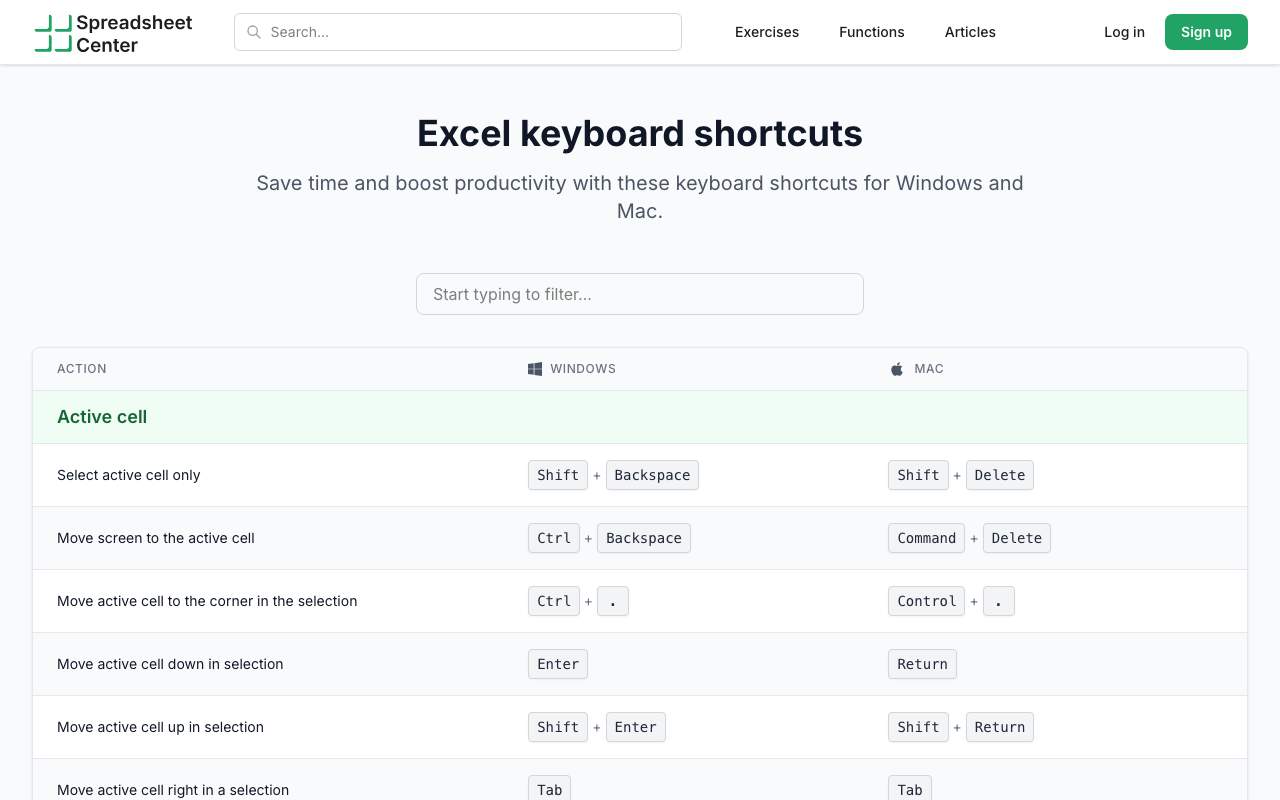 Spreadsheet
Center
Search...
Exercises
Functions
Articles
Log in
Sign up
Excel keyboard shortcuts
Save time and boost productivity with these keyboard shortcuts for Windows and
Mac.
Start typing to filter...
ACTION WINDOWS MAC
Active cell
Select active cell only Shift + Backspace Shift + Delete
Move screen to the active cell Ctrl + Backspace Command + Delete
Move active cell to the corner in the selection Ctrl + . Control + .
Move active cell down in selection Enter Return
Move active cell up in selection Shift + Enter Shift + Return
Move active cell right in a selection Tab Tab